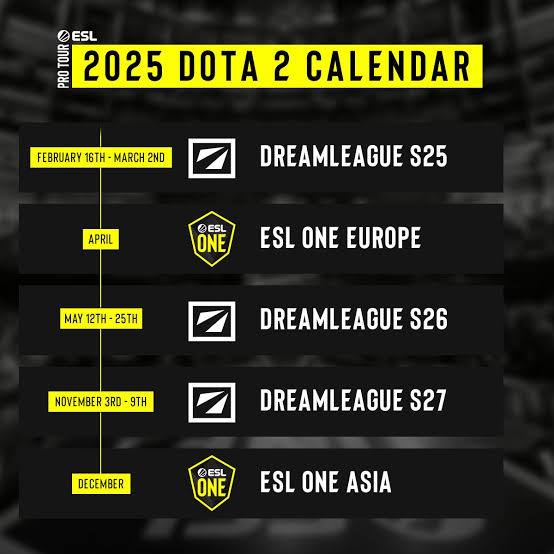 PRO TOUR ESL
2025 DOTA 2 CALENDAR
FEBRUARY 16TH - MARCH 2ND
DREAMLEAGUE S25
APRIL
ESL ONE
ESL ONE EUROPE
MAY 12TH - 25TH
DREAMLEAGUE S26
NOVEMBER 3RD - 9TH
DREAMLEAGUE S27
DECEMBER
ESL ONE
ESL ONE ASIA